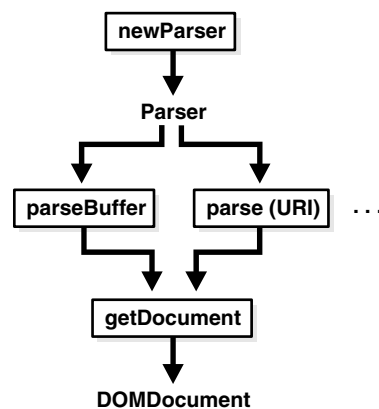 newParser
Parser
parseBuffer
parse (URI)
...
getDocument
DOMDocument